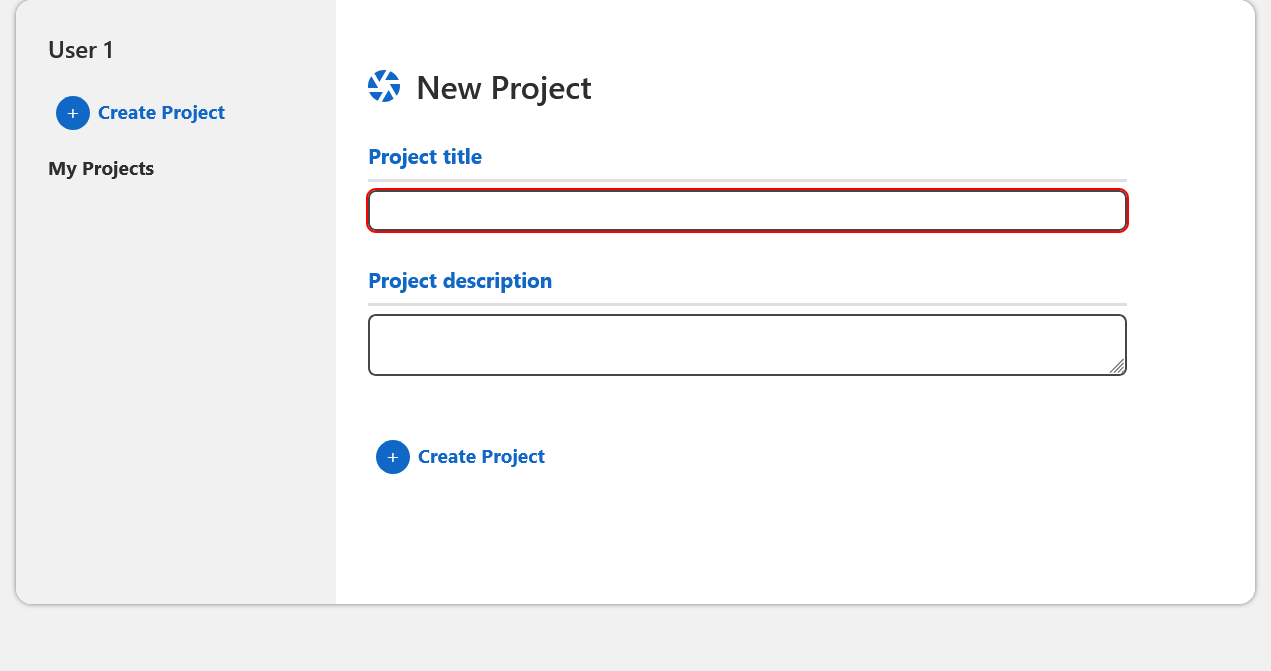 User 1
+ Create Project
My Projects
New Project
Project title
Project description
+ Create Project